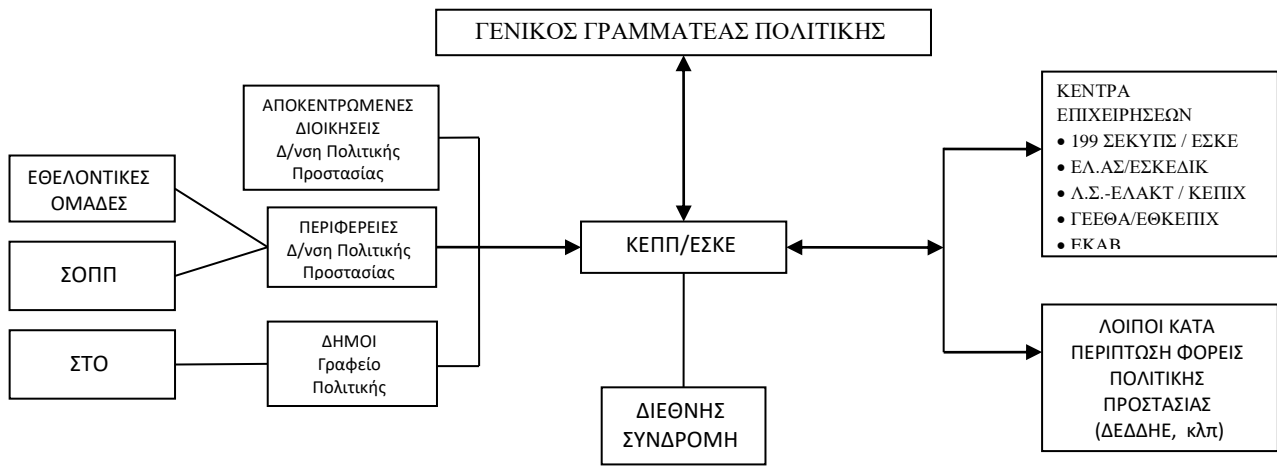 ΓΕΝΙΚΟΣ ΓΡΑΜΜΑΤΕΑΣ ΠΟΛΙΤΙΚΗΣ
ΑΠΟΚΕΝΤΡΩΜΕΝΕΣ
ΔΙΟΙΚΗΣΕΙΣ
Δ/νση Πολιτικής
Προστασίας
ΕΘΕΛΟΝΤΙΚΕΣ
ΟΜΑΔΕΣ
ΣΟΠΠ
ΣΤΟ
ΠΕΡΙΦΕΡΕΙΕΣ
Δ/νση Πολιτικής
Προστασίας
ΔΗΜΟΙ
Γραφείο
Πολιτικής
ΚΕΠΠ/ΕΣΚΕ
ΔΙΕΘΝΗΣ
ΣΥΝΔΡΟΜΗ
ΚΕΝΤΡΑ
ΕΠΙΧΕΙΡΗΣΕΩΝ
• 199 ΣΕΚΥΠΣ / ΕΣΚΕ
• ΕΛ.ΑΣ/ΕΣΚΕΔΙΚ
• Λ.Σ.-ΕΛΑΚΤ / ΚΕΠΙΧ
• ΓΕΕΘΑ/ΕΘΚΕΠΙΧ
• ΕΚΑΒ
ΛΟΙΠΟΙ ΚΑΤΑ
ΠΕΡΙΠΤΩΣΗ ΦΟΡΕΙΣ
ΠΟΛΙΤΙΚΗΣ
ΠΡΟΣΤΑΣΙΑΣ
(ΔΕΔΔΗΕ, κλπ)